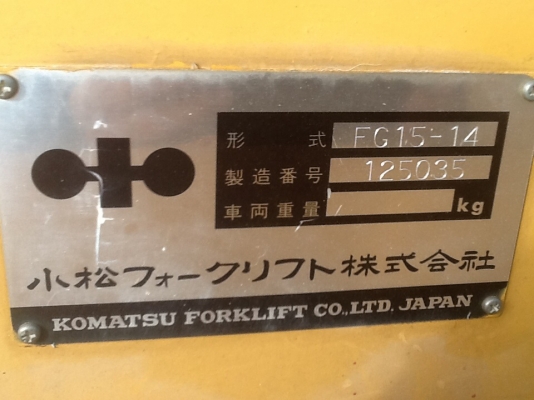 形式 FG15-14
製造番号 125035
車両重量 kg
小松フォークリフト株式会社
KOMATSU FORKLIFT CO.,LTD. JAPAN